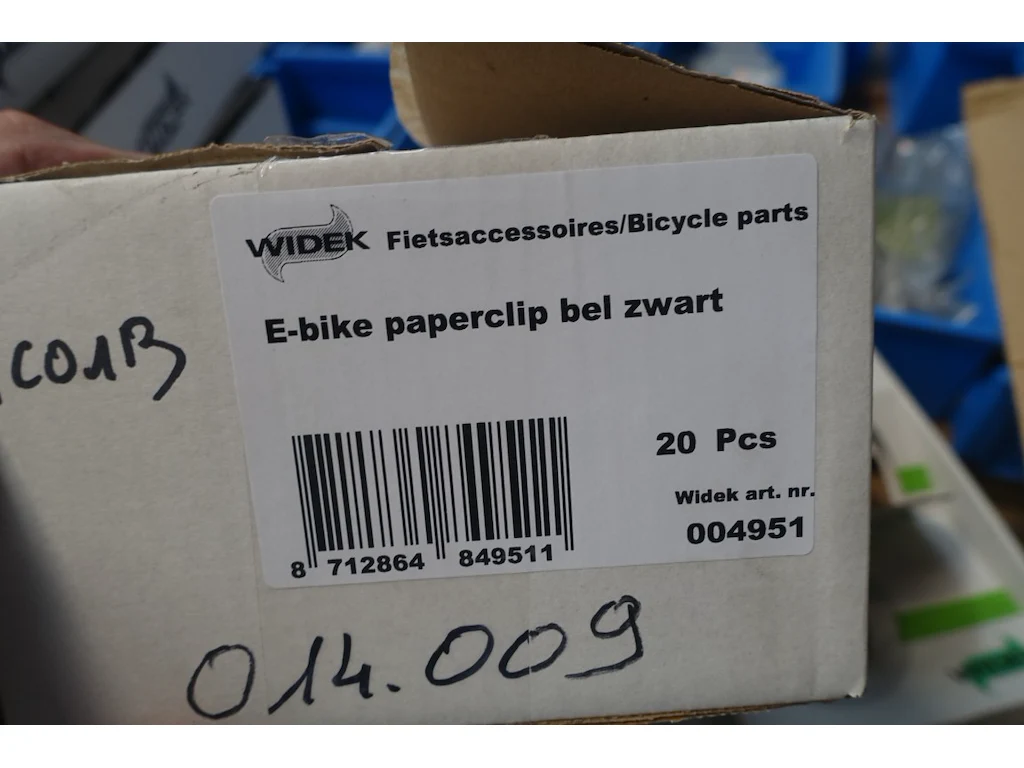 WIDEK Fietsaccessoires/Bicycle parts
E-bike paperclip bel zwart
CO1B
20 Pcs
Widek art. nr.
004951
8 712864 849511
014.009